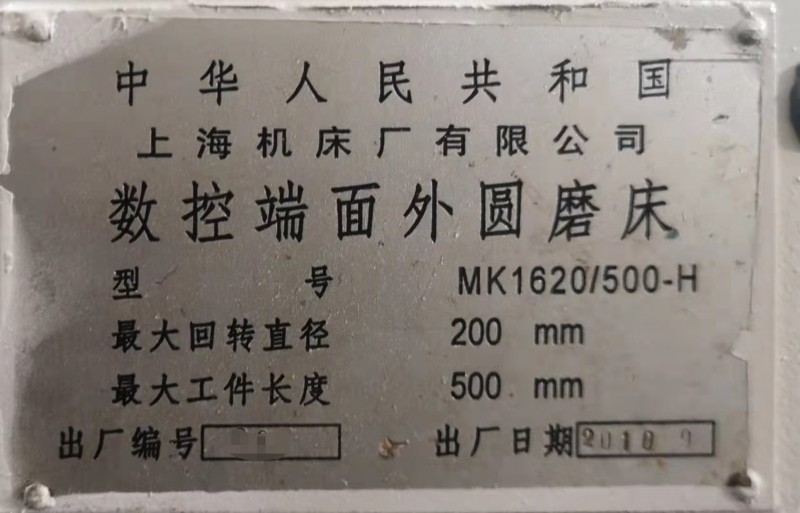 中华人民共和国
上海机床厂有限公司
数控端面外圆磨床
型号 MK1620/500-H
最大回转直径 200 mm
最大工件长度 500 mm
出厂编号 出厂日期 2010 9